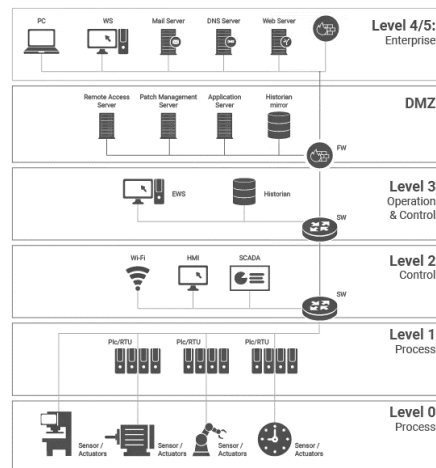 PC
WS
Mail Server
DNS Server
Web Server
Level 4/5:
Enterprise
Remote Access
Server
Patch Management
Server
Application
Server
Historian
mirror
DMZ
FW
EWS
Historian
Level 3
Operation
& Control
SW
Wi-Fi
HMI
SCADA
Level 2
Control
SW
Plc/RTU
Plc/RTU
Plc/RTU
Level 1
Process
Sensor /
Actuators
Sensor /
Actuators
Sensor /
Actuators
Sensor /
Actuators
Level 0
Process